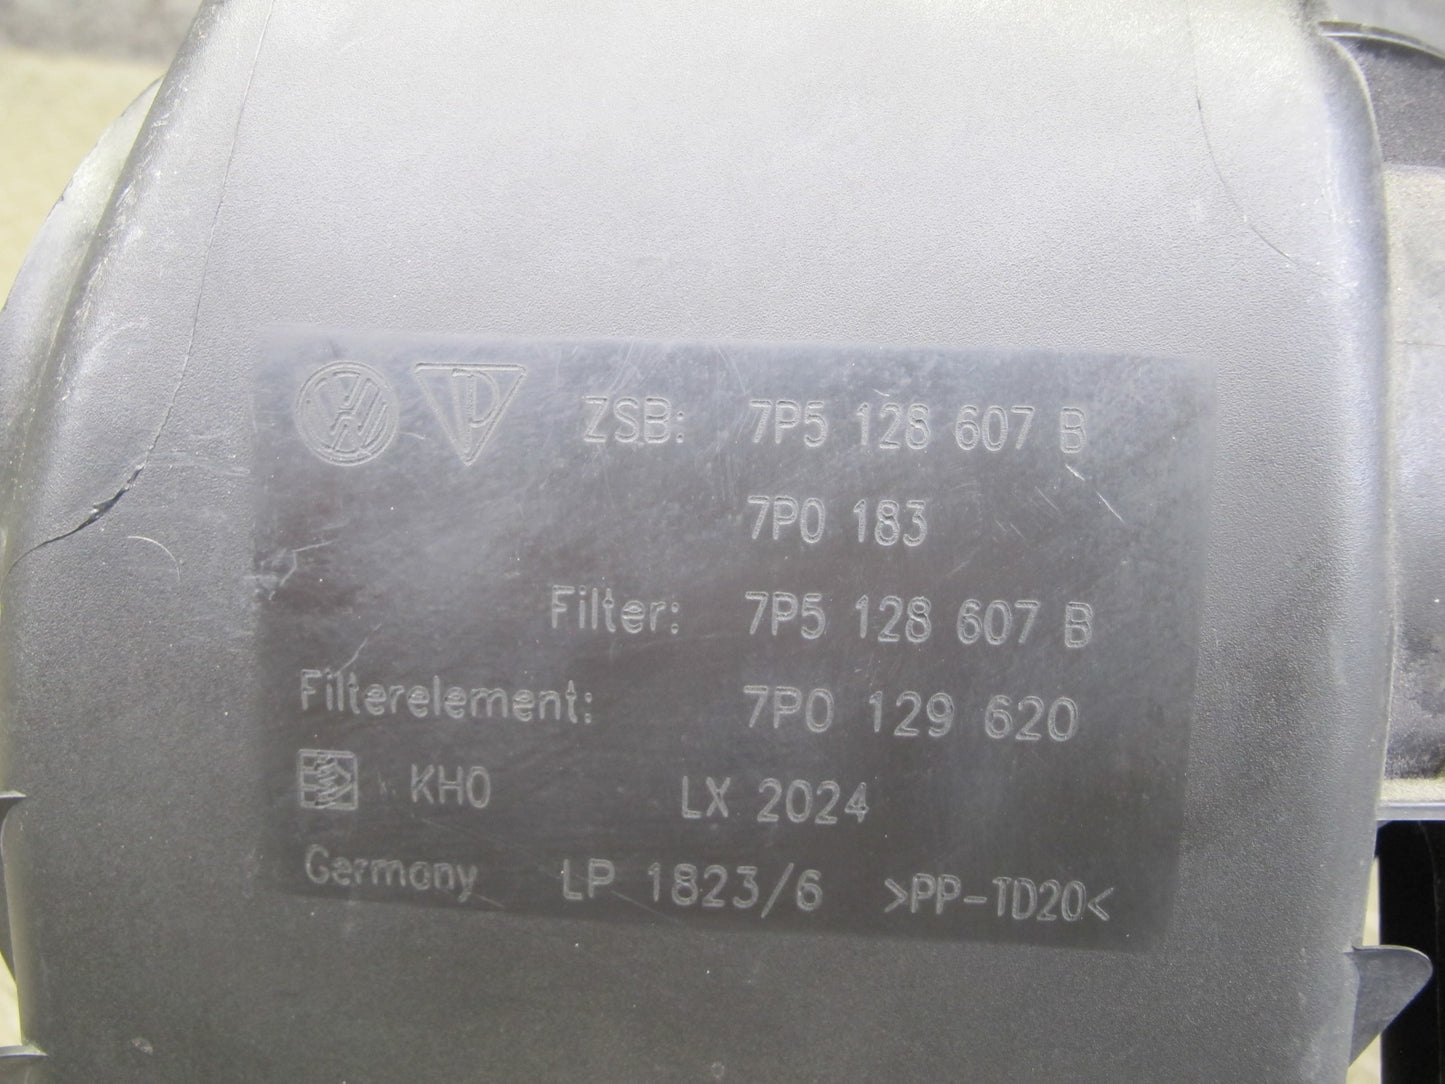 ZSB: 7P5 128 607 B
7P0 183
Filter: 7P5 128 607 B
Filterelement: 7P0 129 620
KHO LX 2024
Germany LP 1823/6 >PP-TD20<